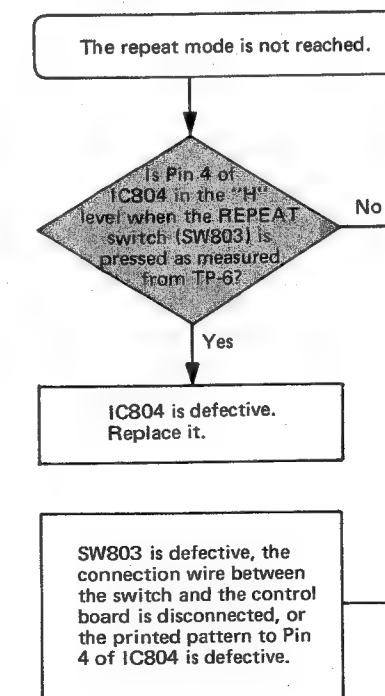 The repeat mode is not reached.
Is Pin 4 of
IC804 in the "H"
level when the REPEAT
switch (SW803) is
pressed as measured
from TP-6?
No
Yes
IC804 is defective.
Replace it.
SW803 is defective, the
connection wire between
the switch and the control
board is disconnected, or
the printed pattern to Pin
4 of IC804 is defective.